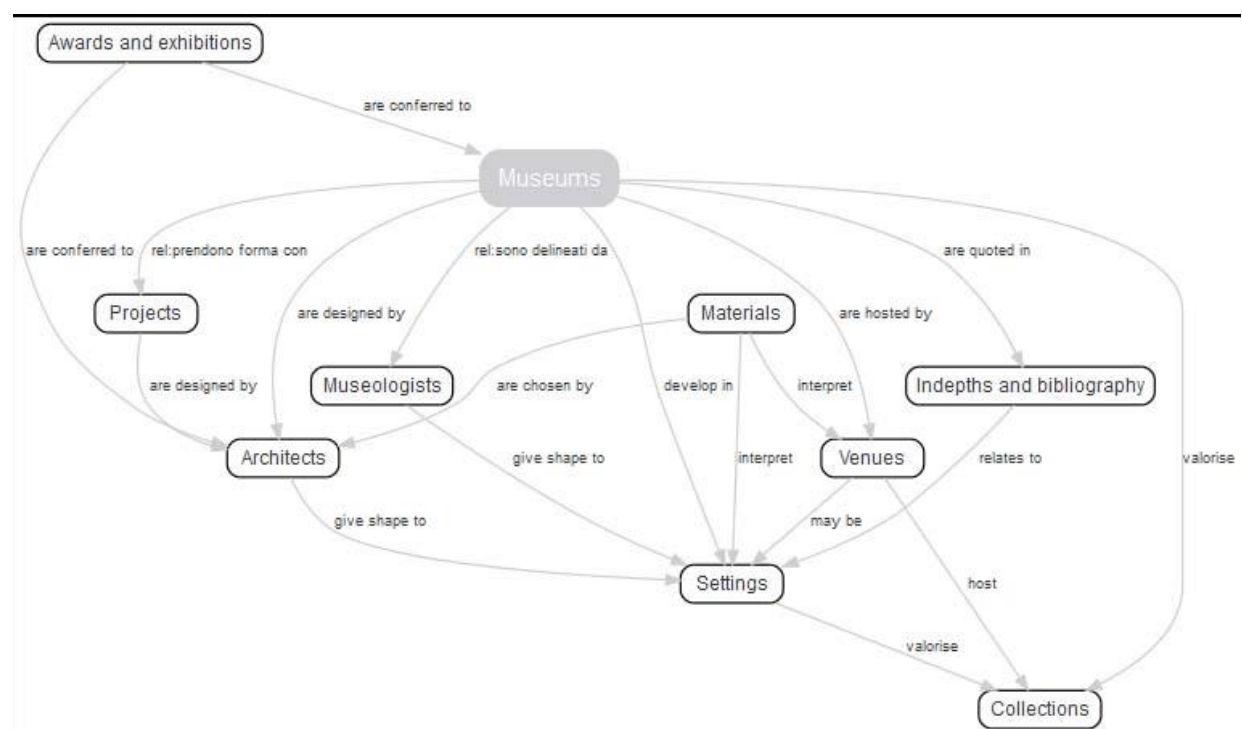 Awards and exhibitions
are conferred to
Museums
are conferred to
rel:prendono forma con
rel:sono delineati da
are quoted in
Projects
are designed by
Materials
are hosted by
are designed by
Museologists
are chosen by
develop in
interpret
Indepths and bibliography
Architects
give shape to
interpret
Venues
relates to
valorise
give shape to
may be
Settings
host
valorise
Collections